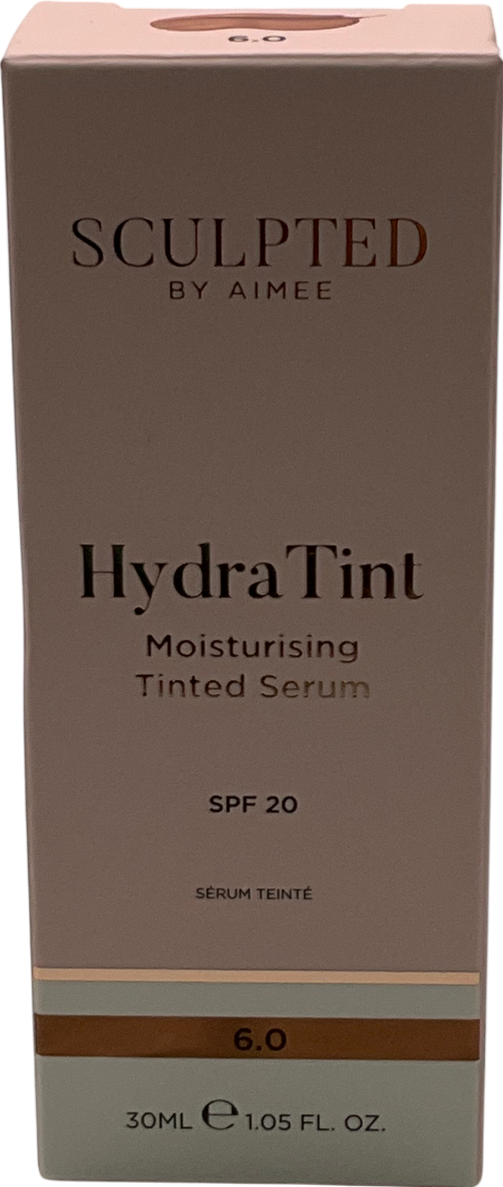 6.0
SCULPTED
BY AIMEE
HydraTint
Moisturising
Tinted Serum
SPF 20
SÉRUM TEINTÉ
6.0
30ML ℮ 1.05 FL. OZ.